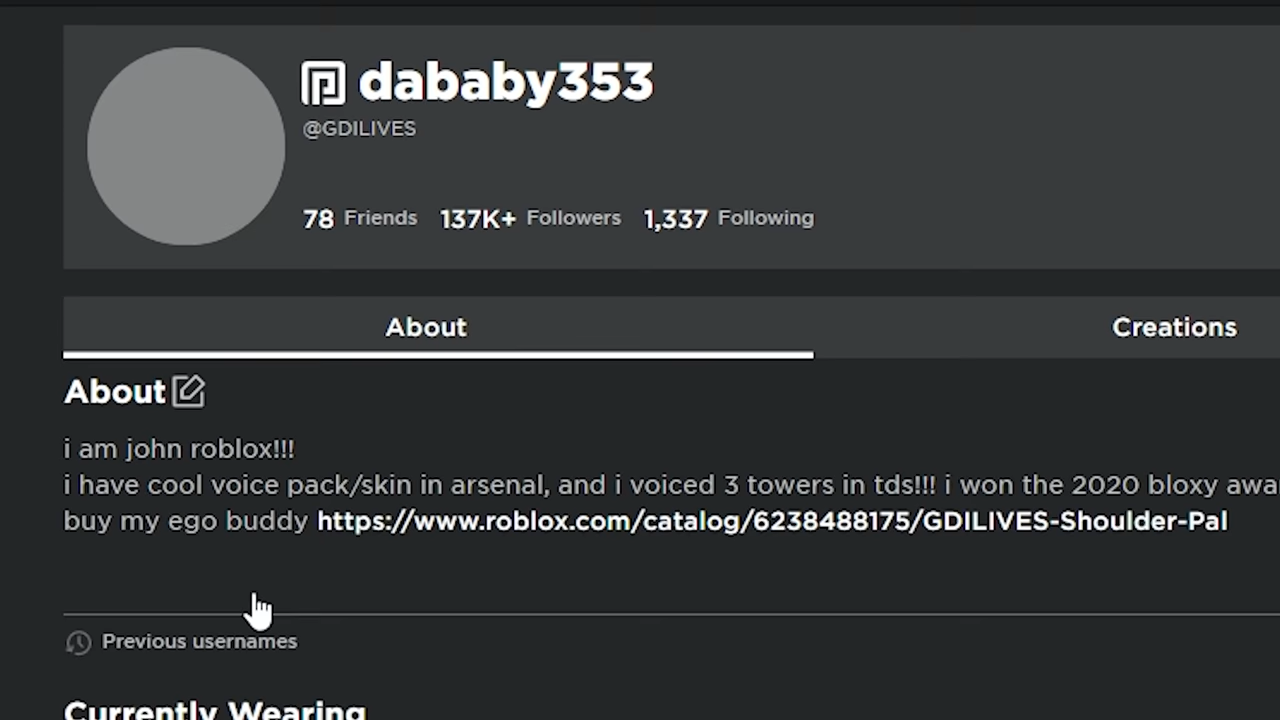 dababy353
@GDILIVES
78 Friends 137K+ Followers 1,337 Following
About Creations
About
i am john roblox!!!
i have cool voice pack/skin in arsenal, and i voiced 3 towers in tds!!! i won the 2020 bloxy
buy my ego buddy https://www.roblox.com/catalog/6238488175/GDILIVES-Shoulder-Pal
Previous usernames
Currently Wearing